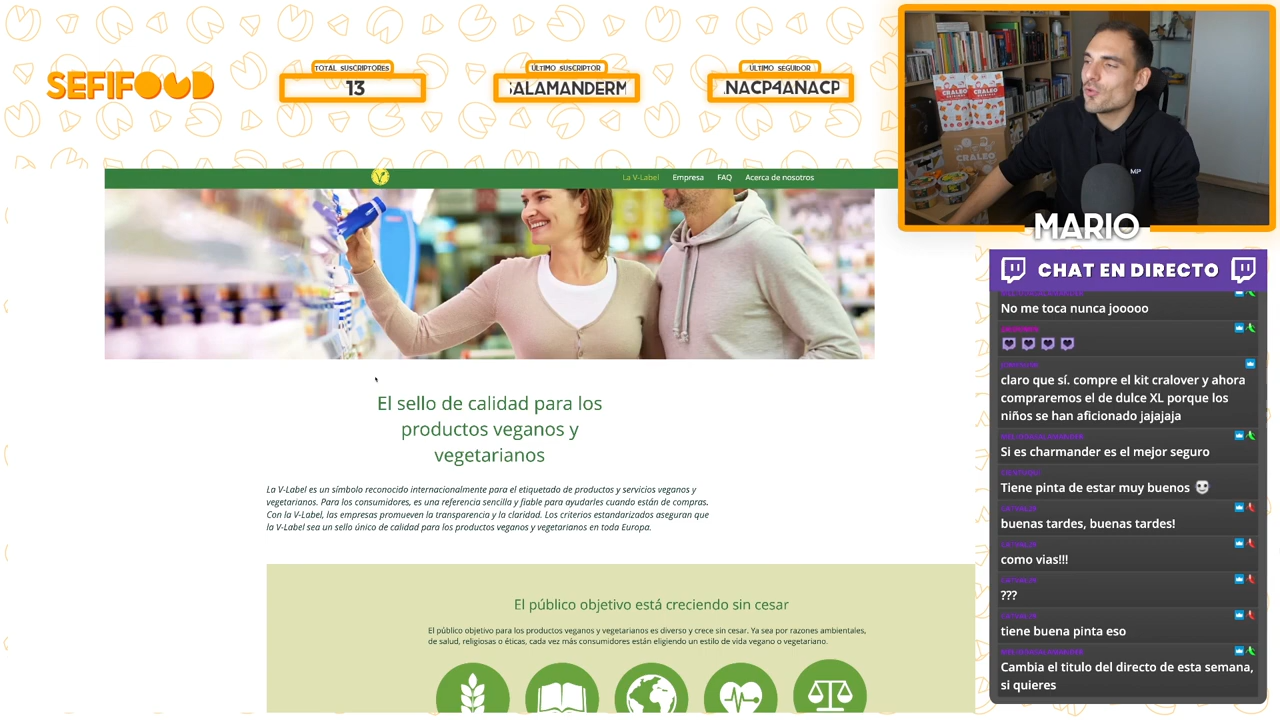 SEFIFOOD
TOTAL SUSCRIPTORES
13
ÚLTIMO SUSCRIPTOR
SALAMANDERM
ÚLTIMO SEGUIDOR
.NACP4ANACP
CRALEO
CRALEO
CRALEO
MARIO
La V-Label
Empresa
FAQ
Acerca de nosotros
El sello de calidad para los
productos veganos y
vegetarianos
La V-Label es un símbolo reconocido internacionalmente para el etiquetado de productos y servicios veganos y
vegetarianos. Para los consumidores, es una referencia sencilla y fiable para ayudarles cuando están de compras.
Con la V-Label, las empresas promueven la transparencia y la claridad. Los criterios estandarizados aseguran que
la V-Label sea un sello único de calidad para los productos veganos y vegetarianos en toda Europa.
El público objetivo está creciendo sin cesar
El público objetivo para los productos veganos y vegetarianos es diverso y crece sin cesar. Ya sea por razones ambientales,
de salud, religiosas o éticas, cada vez más consumidores están eligiendo un estilo de vida vegano o vegetariano.
CHAT EN DIRECTO
No me toca nunca jooooo
claro que sí. compre el kit cralover y ahora
compraremos el de dulce XL porque los
niños se han aficionado jajajaja
Si es charmander es el mejor seguro
Tiene pinta de estar muy buenos
buenas tardes, buenas tardes!
como vias!!!
???
tiene buena pinta eso
Cambia el titulo del directo de esta semana,
si quieres